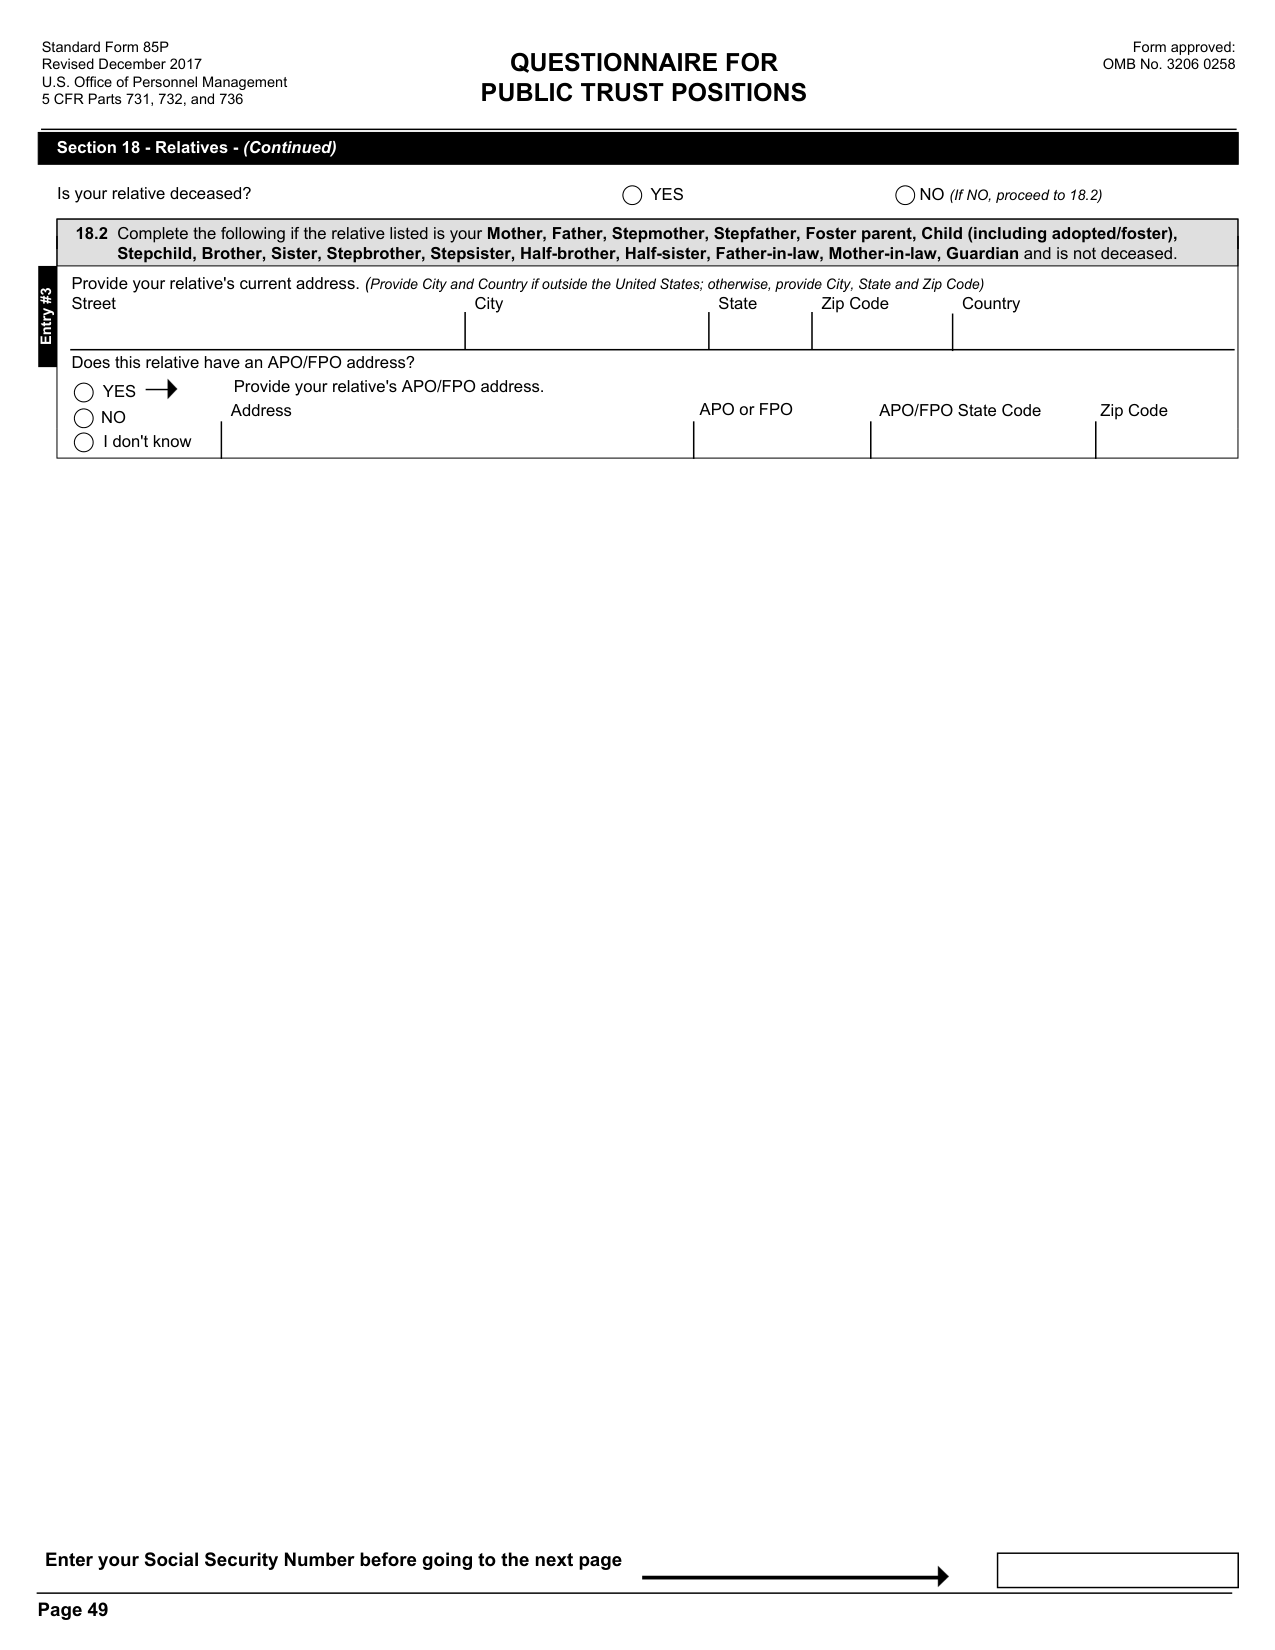 Standard Form 85P
Revised December 2017
U.S. Office of Personnel Management
5 CFR Parts 731, 732, and 736
QUESTIONNAIRE FOR
PUBLIC TRUST POSITIONS
Form approved:
OMB No. 3206 0258
Section 18 - Relatives - (Continued)
Is your relative deceased? YES NO (If NO, proceed to 18.2)
18.2 Complete the following if the relative listed is your Mother, Father, Stepmother, Stepfather, Foster parent, Child (including adopted/foster),
Stepchild, Brother, Sister, Stepbrother, Stepsister, Half-brother, Half-sister, Father-in-law, Mother-in-law, Guardian and is not deceased.
Entry #3
Provide your relative's current address. (Provide City and Country if outside the United States; otherwise, provide City, State and Zip Code)
Street City State Zip Code Country
Does this relative have an APO/FPO address?
YES Provide your relative's APO/FPO address.
NO Address APO or FPO APO/FPO State Code Zip Code
I don't know
Enter your Social Security Number before going to the next page
Page 49